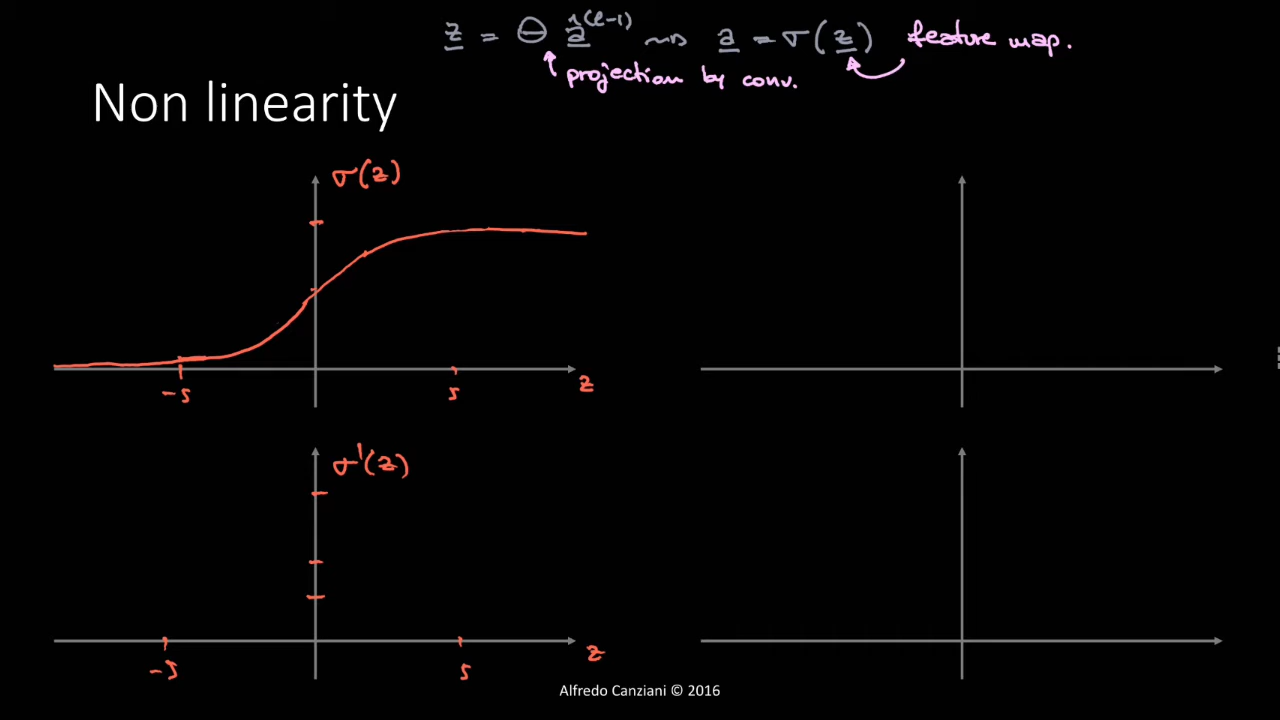 z = Θ â(l-1) ⇝ a = σ(z) feature map.
projection by conv.
Non linearity
σ(z)
-5 5 z
σ'(z)
-5 5 z
Alfredo Canziani © 2016